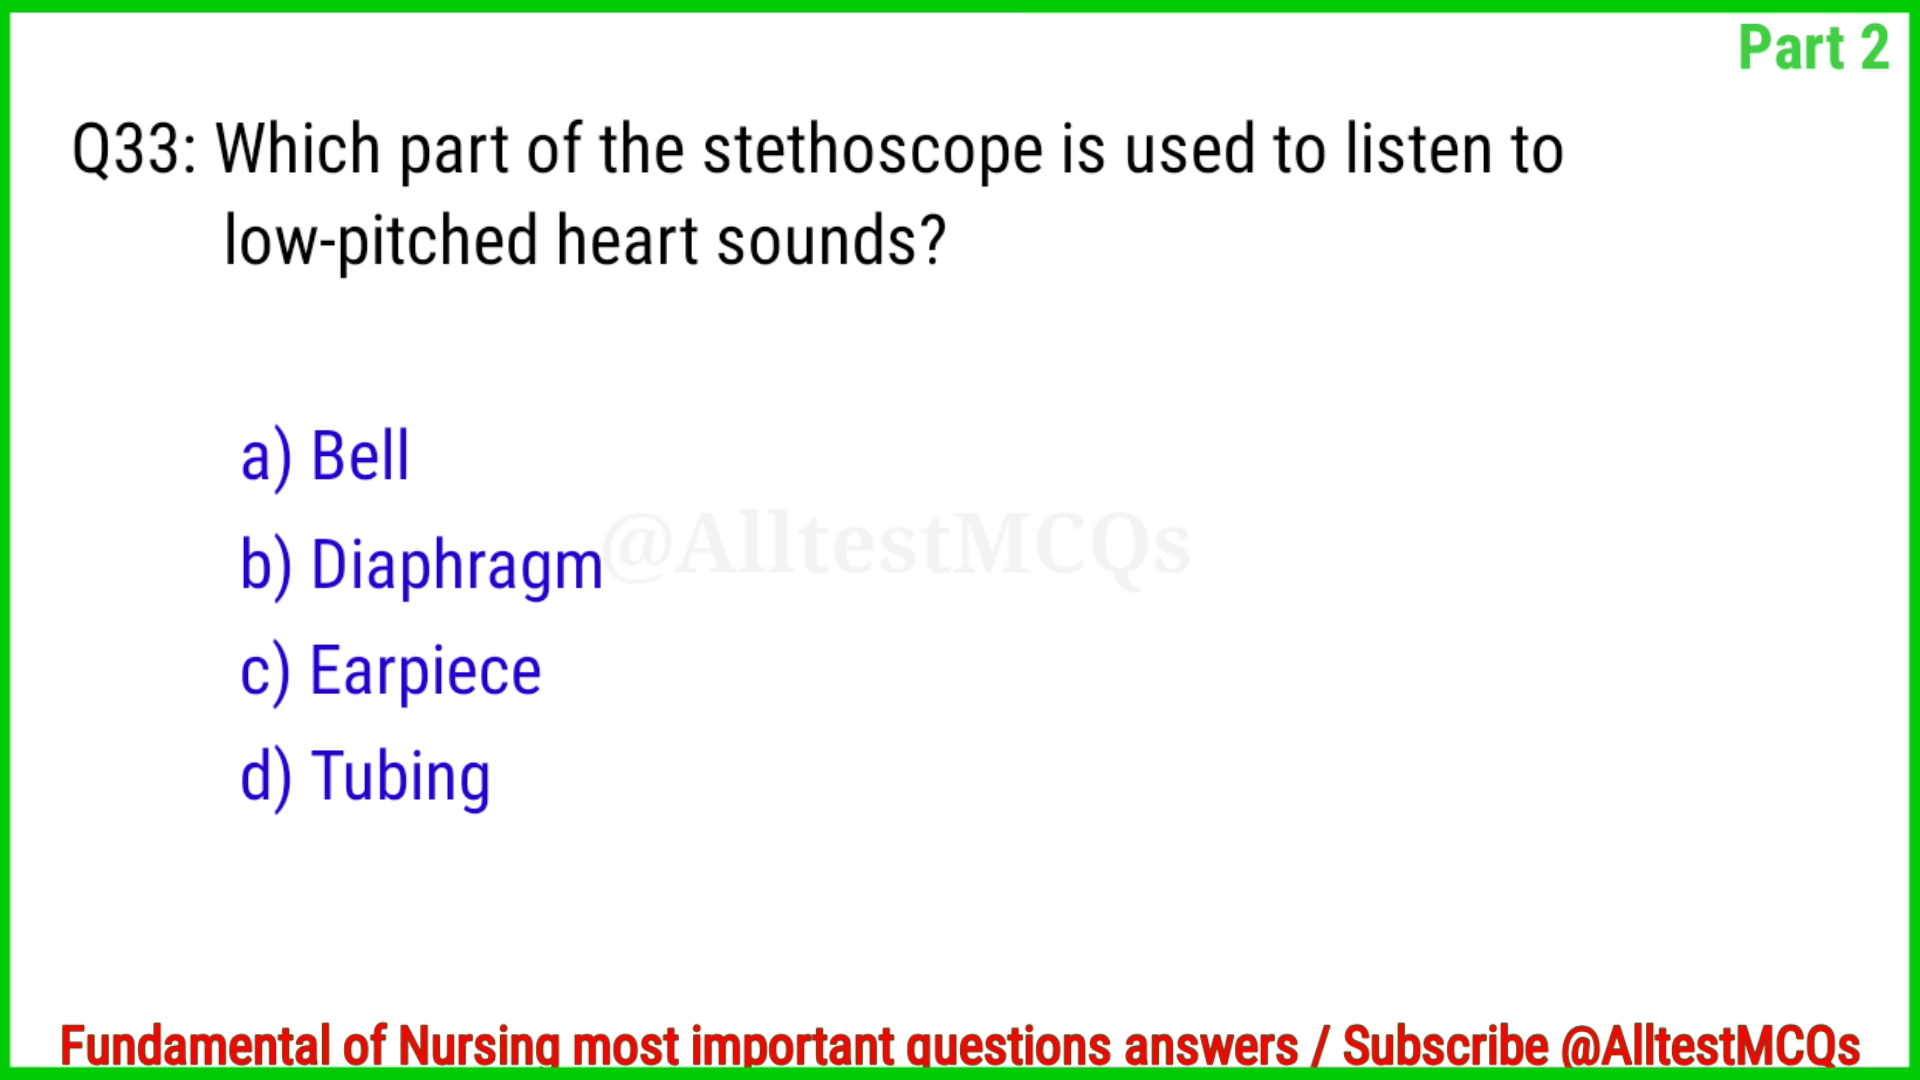 Part 2
Q33: Which part of the stethoscope is used to listen to
low-pitched heart sounds?
a) Bell
@AlltestMCQs
b) Diaphragm
c) Earpiece
d) Tubing
Fundamental of Nursing most important questions answers / Subscribe @AlltestMCQs